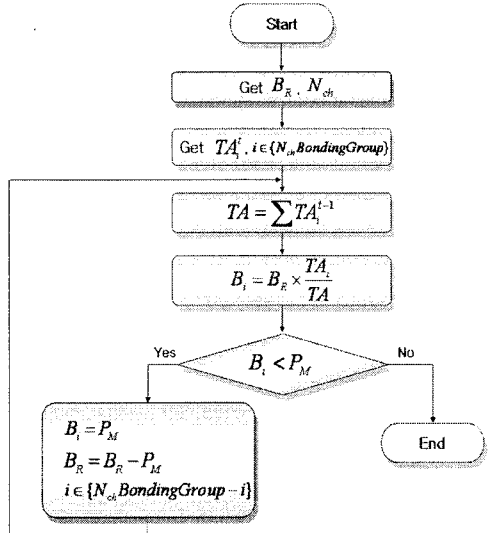 Start
Get B_R , N_ch
Get TA_i^t , i ∈ {N_ch BondingGroup}
TA = ∑ TA_i^{t-1}
B_i = B_R × TA_i / TA
Yes
B_i < P_M
No
B_i = P_M
B_R = B_R − P_M
i ∈ {N_ch BondingGroup − i}
End